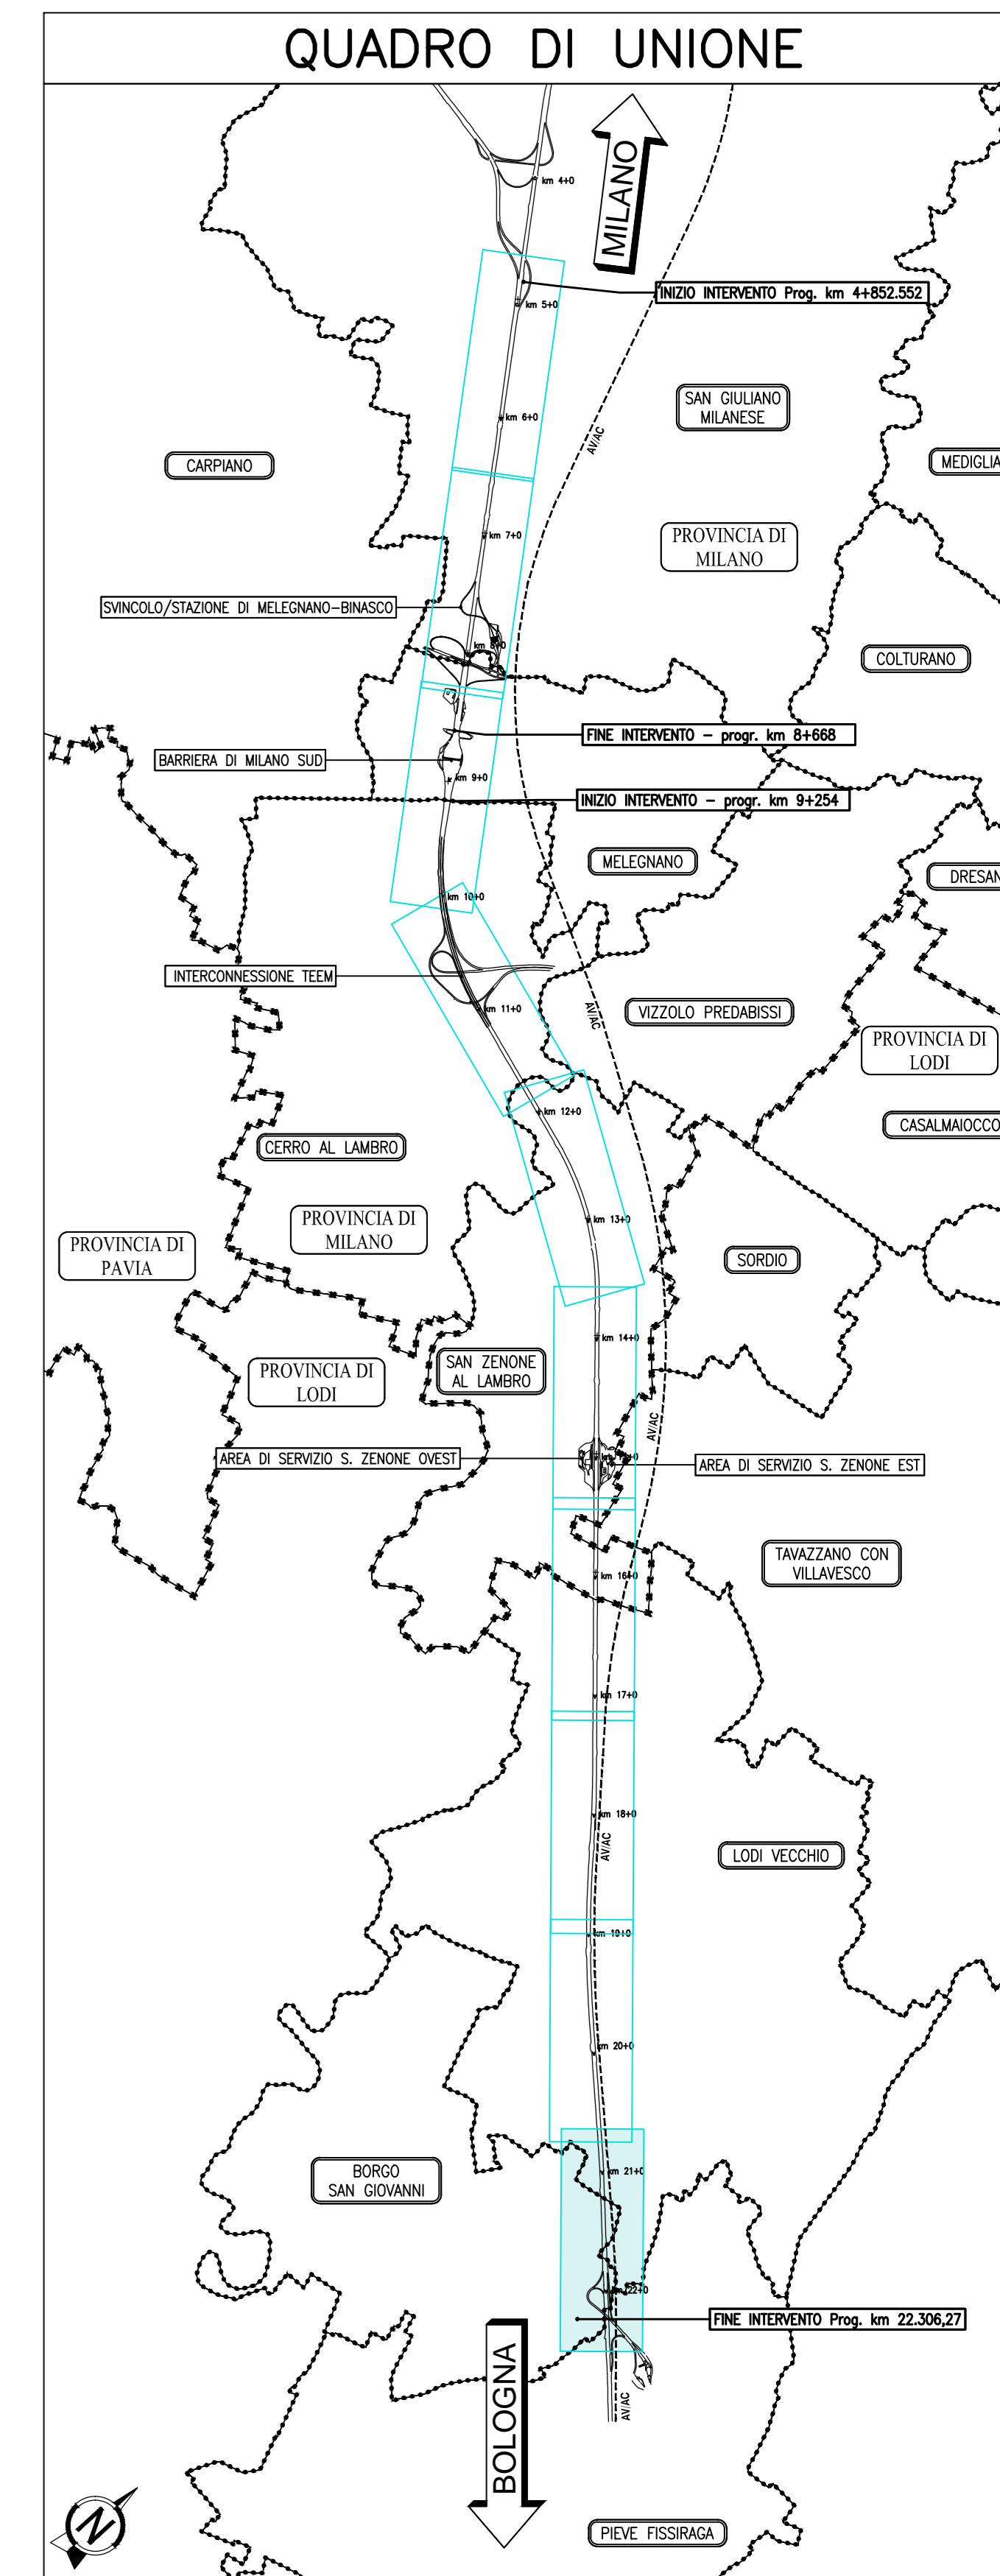 QUADRO DI UNIONE
MILANO
km 4+0
INIZIO INTERVENTO Prog. km 4+852.552
km 5+0
SAN GIULIANO
MILANESE
km 6+0
AV/AC
CARPIANO
MEDIGLIA
PROVINCIA DI
MILANO
km 7+0
SVINCOLO/STAZIONE DI MELEGNANO-BINASCO
COLTURANO
FINE INTERVENTO - progr. km 8+668
BARRIERA DI MILANO SUD
km 9+0
INIZIO INTERVENTO - progr. km 9+254
MELEGNANO
DRESAN
km 10+0
INTERCONNESSIONE TEEM
km 11+0
AV/AC
VIZZOLO PREDABISSI
PROVINCIA DI
LODI
km 12+0
CASALMAIOCCO
CERRO AL LAMBRO
PROVINCIA DI
MILANO
km 13+0
PROVINCIA DI
PAVIA
SORDIO
km 14+0
SAN ZENONE
AL LAMBRO
PROVINCIA DI
LODI
AV/AC
AREA DI SERVIZIO S. ZENONE OVEST
AREA DI SERVIZIO S. ZENONE EST
TAVAZZANO CON
VILLAVESCO
km 16+0
km 17+0
km 18+0
AV/AC
LODI VECCHIO
km 19+0
km 20+0
km 21+0
BORGO
SAN GIOVANNI
km 22+0
FINE INTERVENTO Prog. km 22.306,27
BOLOGNA
AV/AC
N
PIEVE FISSIRAGA